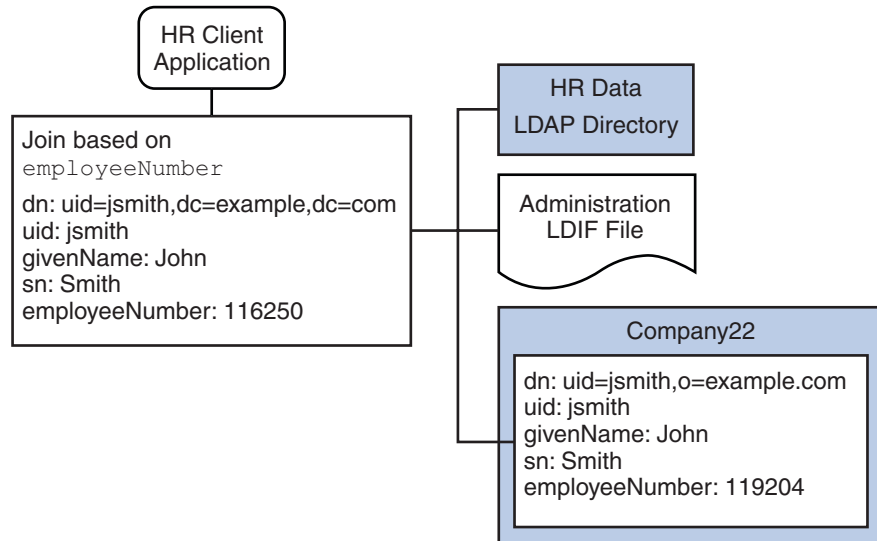 HR Client
Application
Join based on
employeeNumber
dn: uid=jsmith,dc=example,dc=com
uid: jsmith
givenName: John
sn: Smith
employeeNumber: 116250
HR Data
LDAP Directory
Administration
LDIF File
Company22
dn: uid=jsmith,o=example.com
uid: jsmith
givenName: John
sn: Smith
employeeNumber: 119204